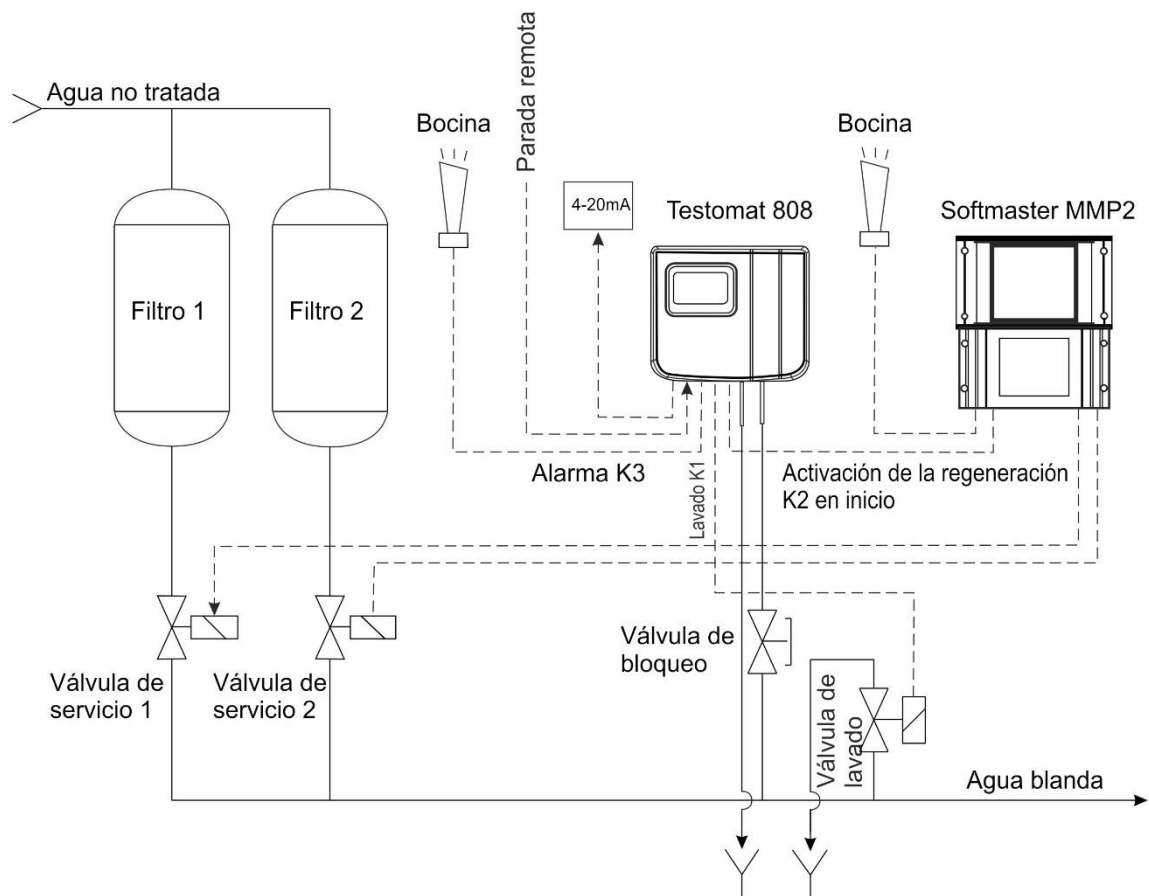 Agua no tratada
Parada remota
Bocina
Bocina
4-20mA
Testomat 808
Softmaster MMP2
Filtro 1
Filtro 2
Alarma K3
Lavado K1
Activación de la regeneración
K2 en inicio
Válvula de
servicio 1
Válvula de
servicio 2
Válvula de
bloqueo
Válvula de
lavado
Agua blanda